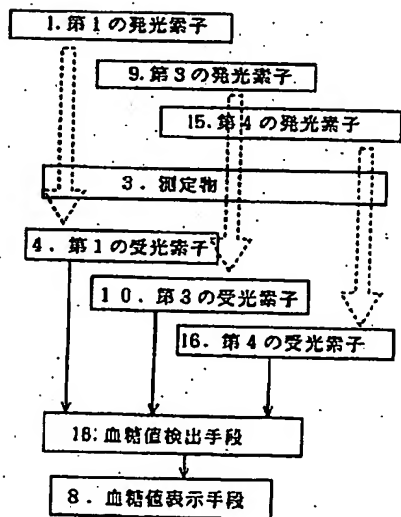 1.第1の発光素子
9.第3の発光素子
15.第4の発光素子
3．測定物
4．第1の受光素子
10．第3の受光素子
16．第4の受光素子
18:血糖値検出手段
8．血糖値表示手段